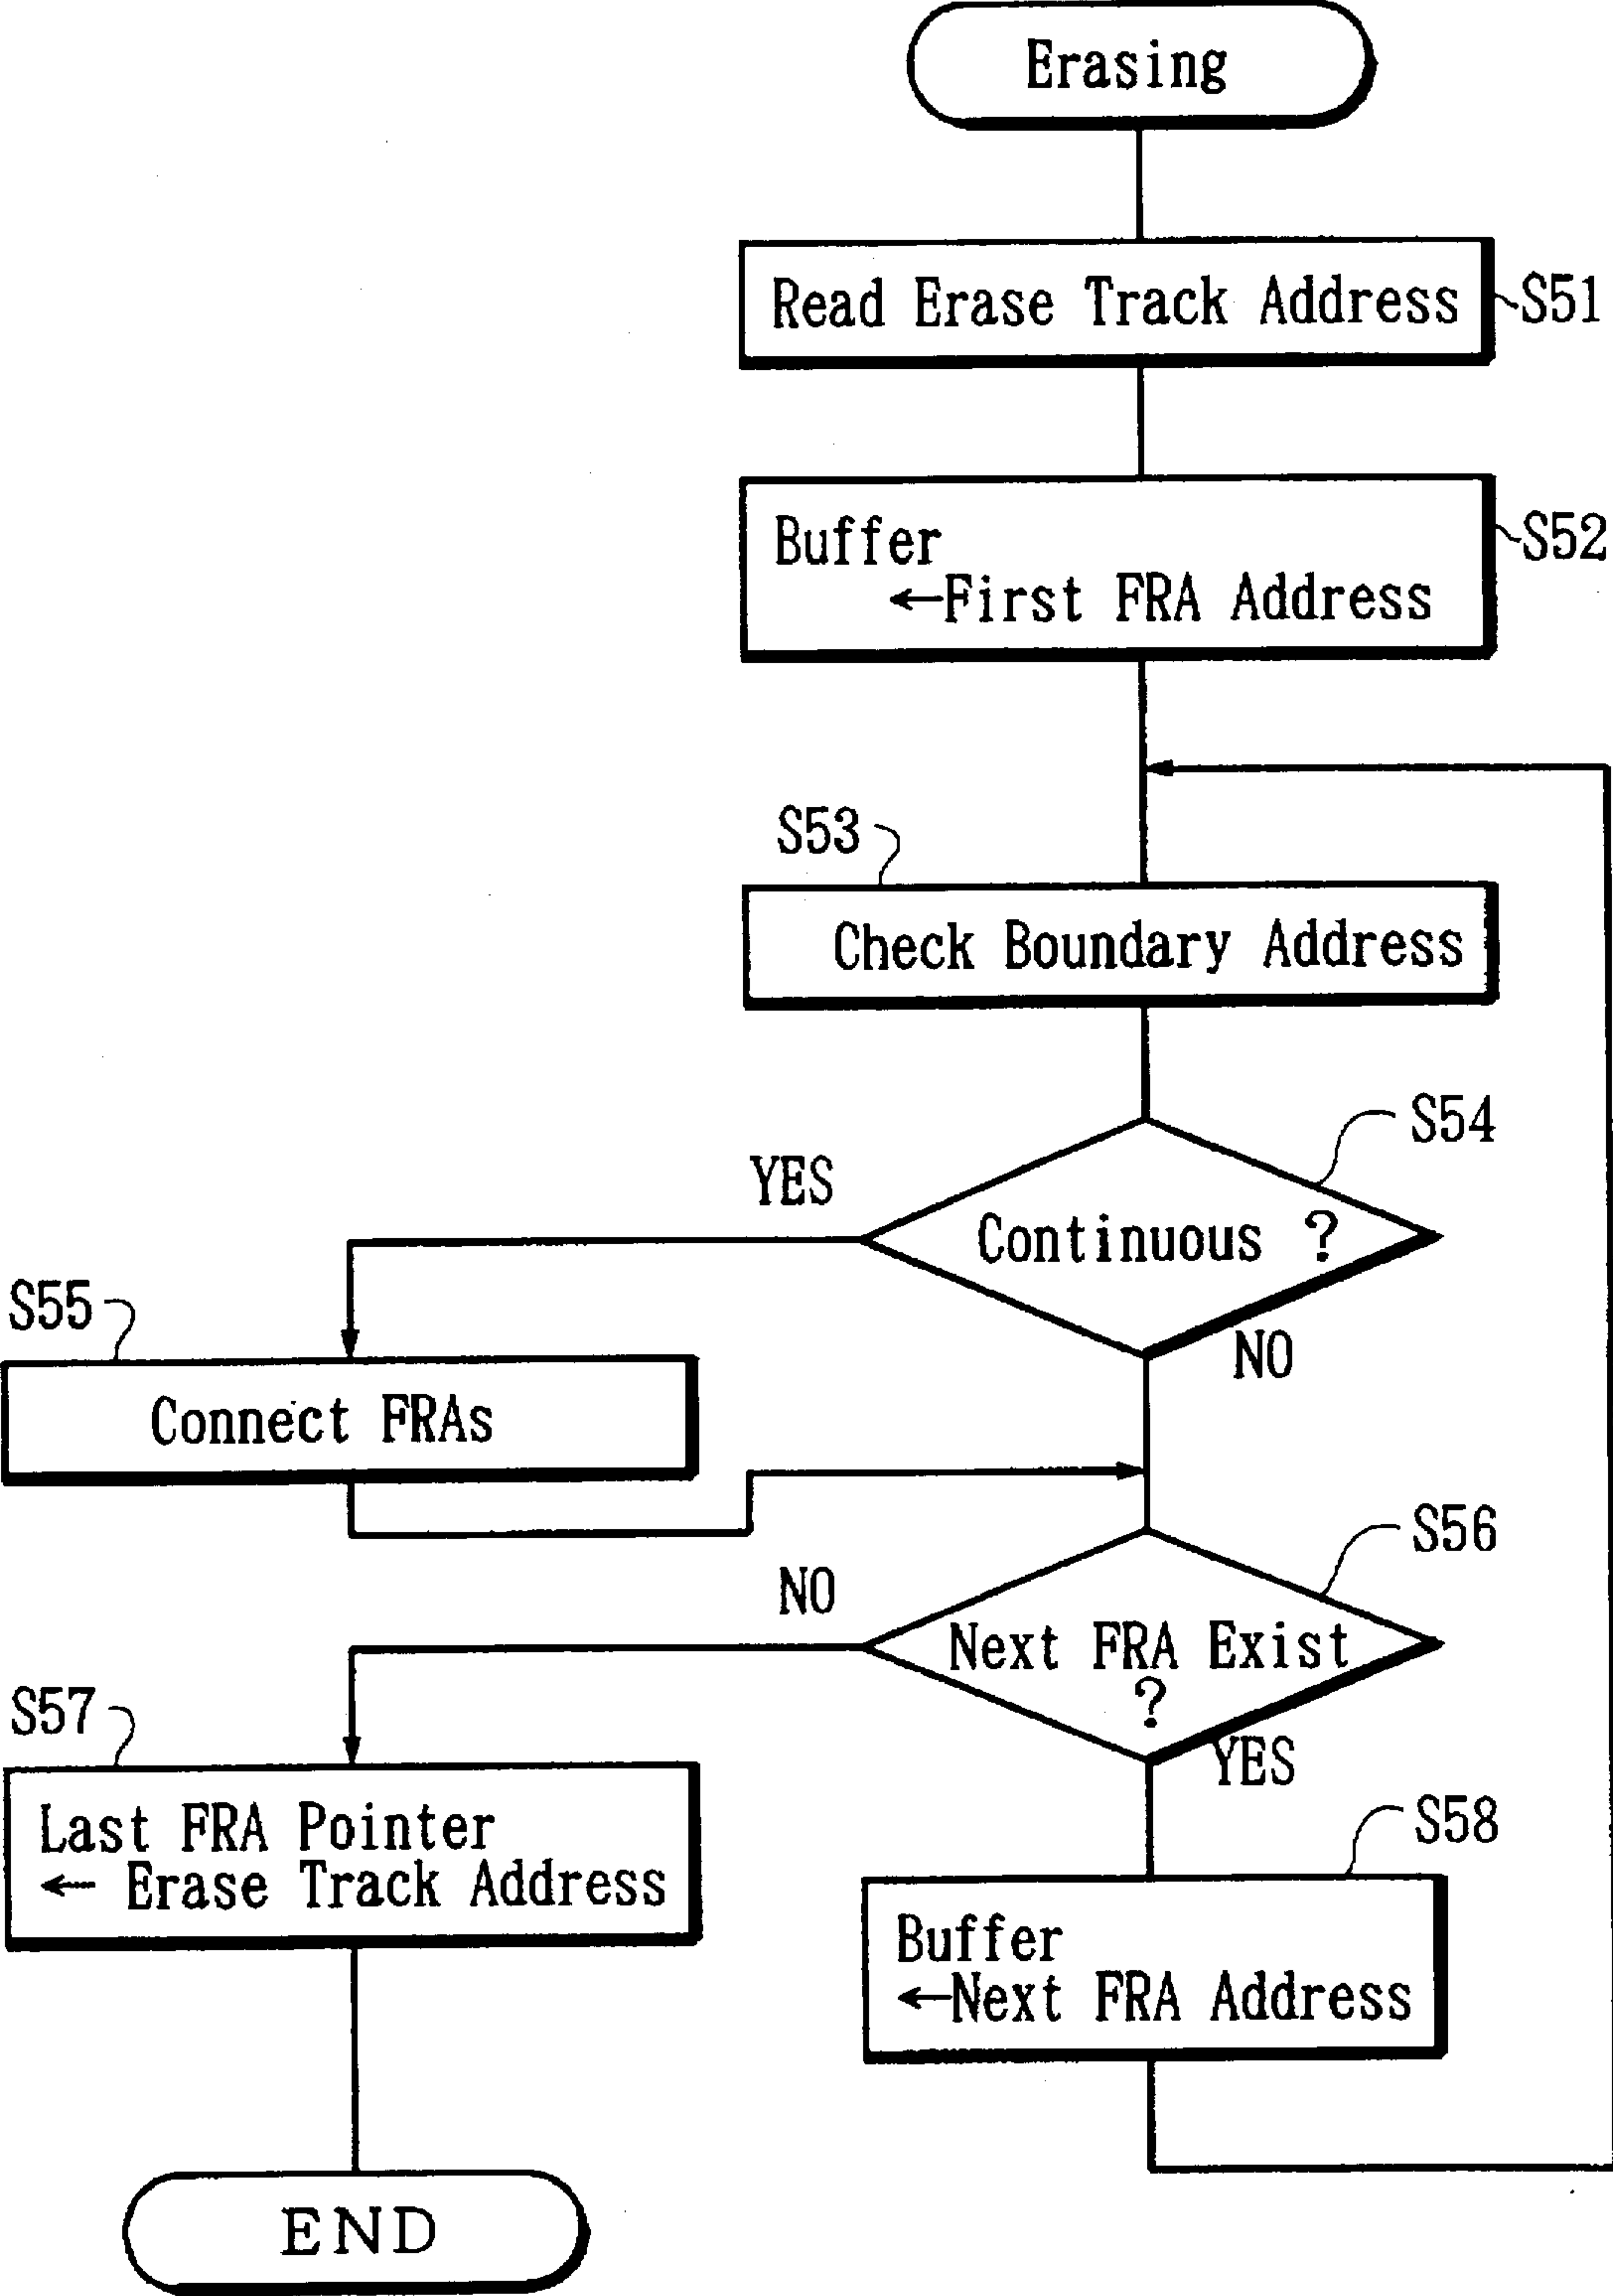 Erasing
Read Erase Track Address
S51
Buffer
←First FRA Address
S52
S53
Check Boundary Address
S54
YES
Continuous ?
NO
S55
Connect FRAs
S56
NO
Next FRA Exist
?
YES
S57
Last FRA Pointer
← Erase Track Address
S58
Buffer
←Next FRA Address
END